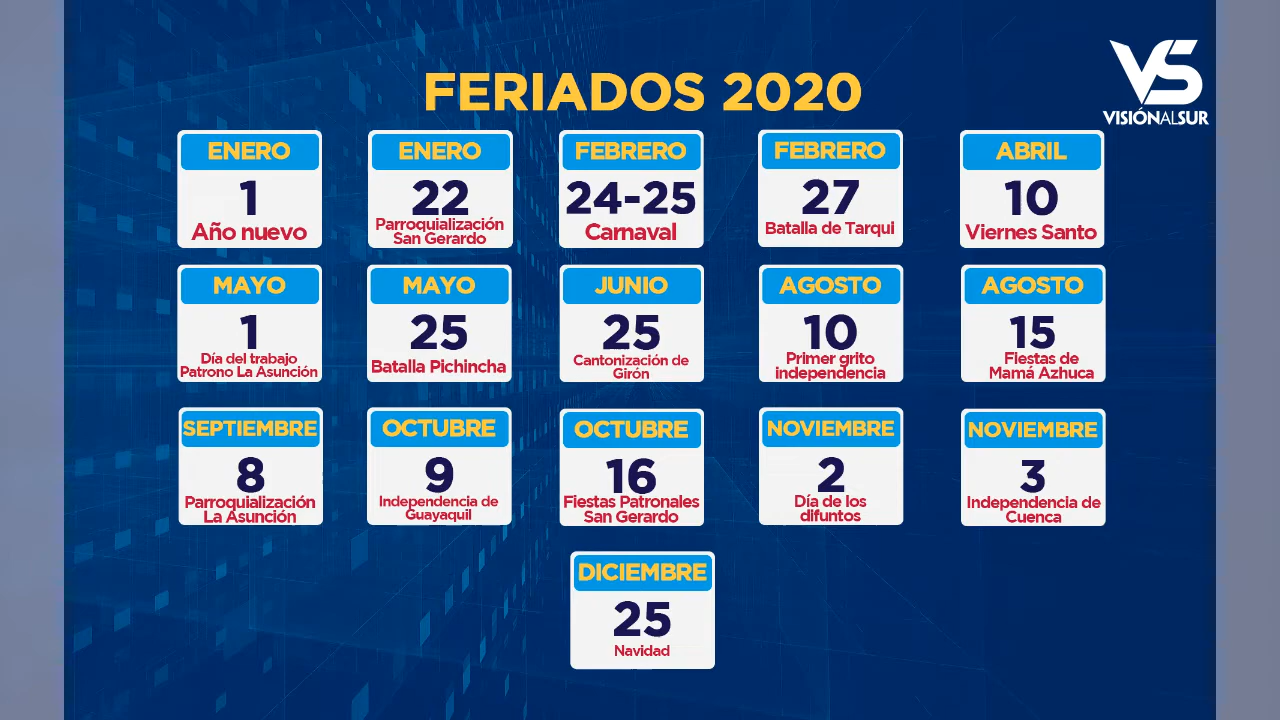 VS
VISIÓNALSUR
FERIADOS 2020
ENERO
1
Año nuevo
ENERO
22
Parroquialización
San Gerardo
FEBRERO
24-25
Carnaval
FEBRERO
27
Batalla de Tarqui
ABRIL
10
Viernes Santo
MAYO
1
Día del trabajo
Patrono La Asunción
MAYO
25
Batalla Pichincha
JUNIO
25
Cantonización de
Girón
AGOSTO
10
Primer grito
independencia
AGOSTO
15
Fiestas de
Mamá Azhuca
SEPTIEMBRE
8
Parroquialización
La Asunción
OCTUBRE
9
Independencia de
Guayaquil
OCTUBRE
16
Fiestas Patronales
San Gerardo
NOVIEMBRE
2
Día de los
difuntos
NOVIEMBRE
3
Independencia de
Cuenca
DICIEMBRE
25
Navidad